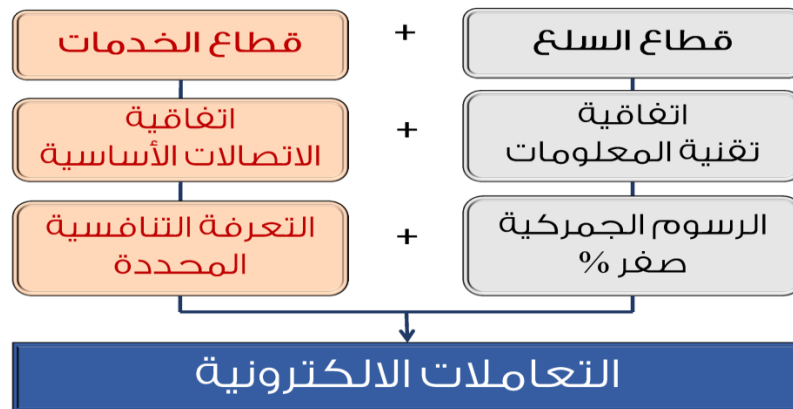 قطاع السلع + قطاع الخدمات
اتفاقية + اتفاقية
تقنية المعلومات الاتصالات الأساسية
الرسوم الجمركية + التعرفة التنافسية
صفر % المحددة
التعاملات الالكترونية